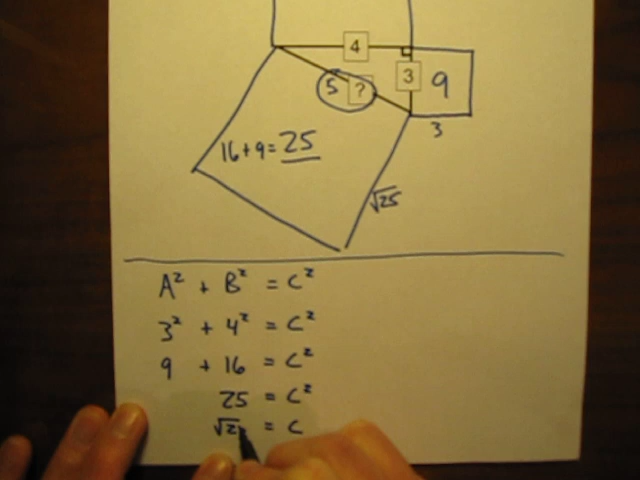 4
3 9
5 ?
3
16+9=25
√25
A² + B² = C²
3² + 4² = C²
9 + 16 = C²
25 = C²
√2 = C